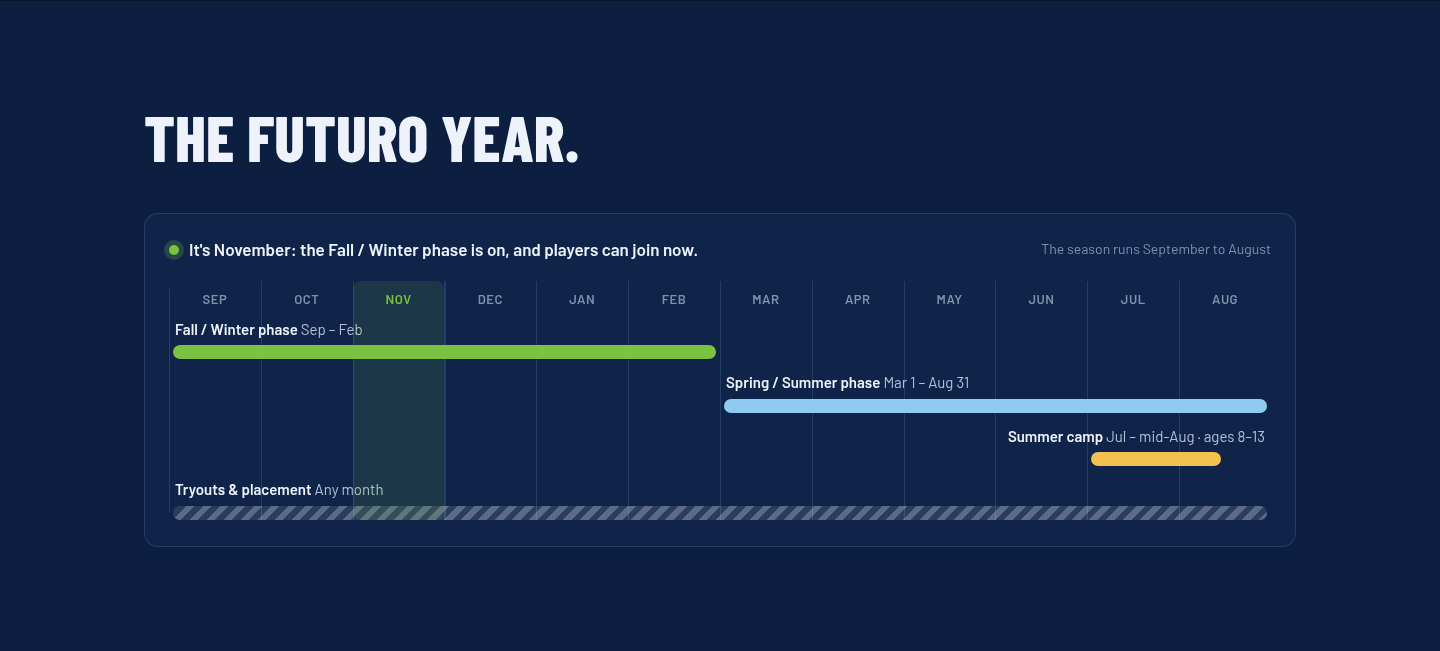 THE FUTURO YEAR.
It's November: the Fall / Winter phase is on, and players can join now.
The season runs September to August
SEP OCT NOV DEC JAN FEB MAR APR MAY JUN JUL AUG
Fall / Winter phase Sep – Feb
Spring / Summer phase Mar 1 – Aug 31
Summer camp Jul – mid-Aug · ages 8–13
Tryouts & placement Any month